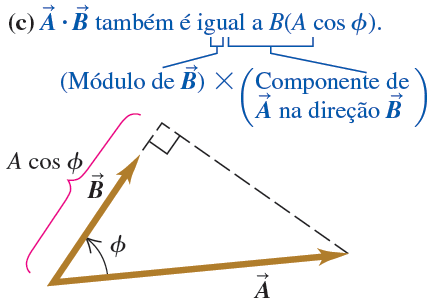 (c) A⃗ · B⃗ também é igual a B(A cos ϕ).
(Módulo de B⃗) × (Componente de
A⃗ na direção B⃗)
A cos ϕ
B⃗
ϕ
A⃗